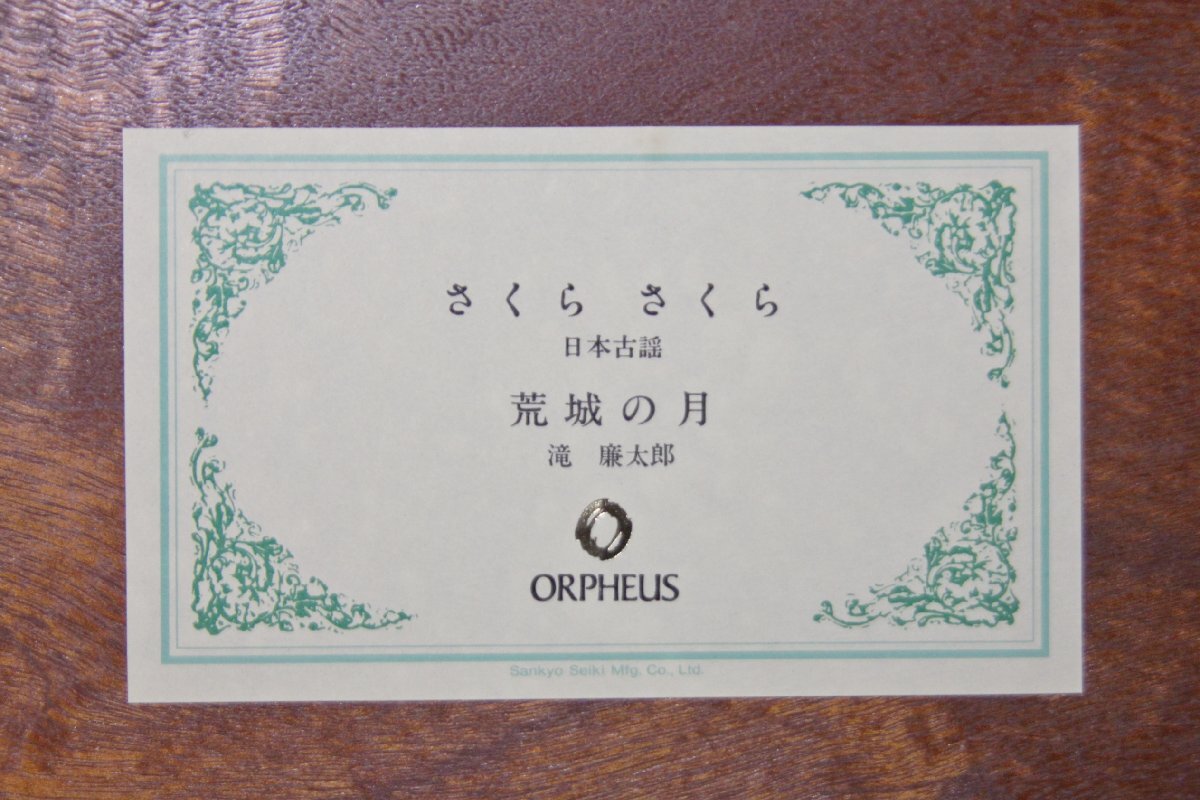 さくら さくら
日本古謡
荒城の月
滝 廉太郎
ORPHEUS
Sankyo Seiki Mfg. Co., Ltd.